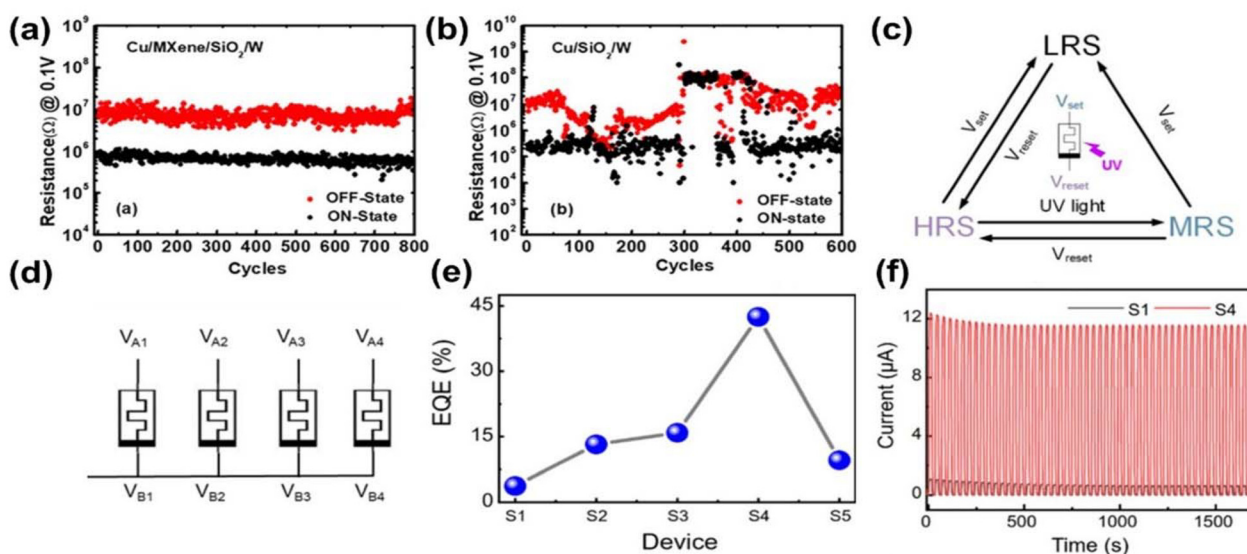 (a)
Cu/MXene/SiO₂/W
Resistance(Ω) @ 0.1V
10⁹
10⁸
10⁷
10⁶
10⁵
10⁴
(a)
OFF-State
ON-State
0 100 200 300 400 500 600 700 800
Cycles
(b)
Cu/SiO₂/W
Resistance(Ω) @ 0.1V
10¹⁰
10⁹
10⁸
10⁷
10⁶
10⁵
10⁴
10³
10²
(b)
OFF-state
ON-state
0 100 200 300 400 500 600
Cycles
(c)
LRS
V_set
V_reset
V_set
V_set
UV
V_reset
UV light
HRS
MRS
V_reset
(d)
V_A1 V_A2 V_A3 V_A4
V_B1 V_B2 V_B3 V_B4
(e)
EQE (%)
45
30
15
0
S1 S2 S3 S4 S5
Device
(f)
S1 S4
Current (μA)
12
8
4
0
0 500 1000 1500
Time (s)